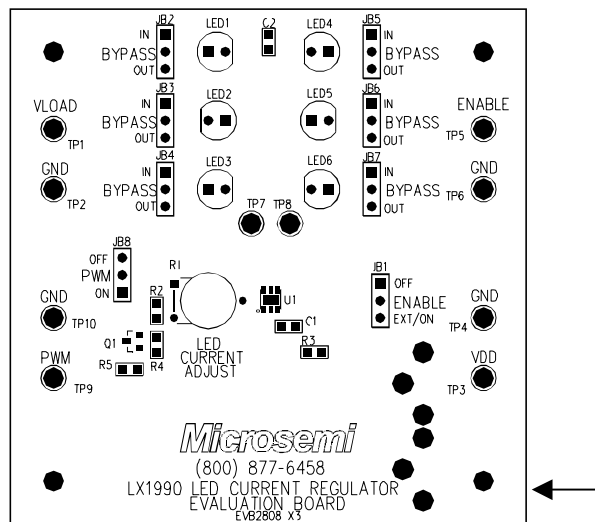 JB2 LED1 C2 LED4 JB5
IN IN
BYPASS BYPASS
OUT OUT
JB3 LED2 LED5 JB6
VLOAD IN IN ENABLE
BYPASS BYPASS
TP1 OUT OUT TP5
JB4 LED3 LED6 JB7
GND IN IN GND
BYPASS BYPASS
TP2 OUT OUT TP6
TP7 TP8
JB8
OFF R1 JB1
PWM OFF
ON R2 U1 ENABLE
GND EXT/ON GND
TP10 C1 TP4
Q1 LED R3
PWM CURRENT VDD
R5 R4 ADJUST
TP9 TP3
Microsemi
(800) 877-6458
LX1990 LED CURRENT REGULATOR
EVALUATION BOARD
EVB2808 X3